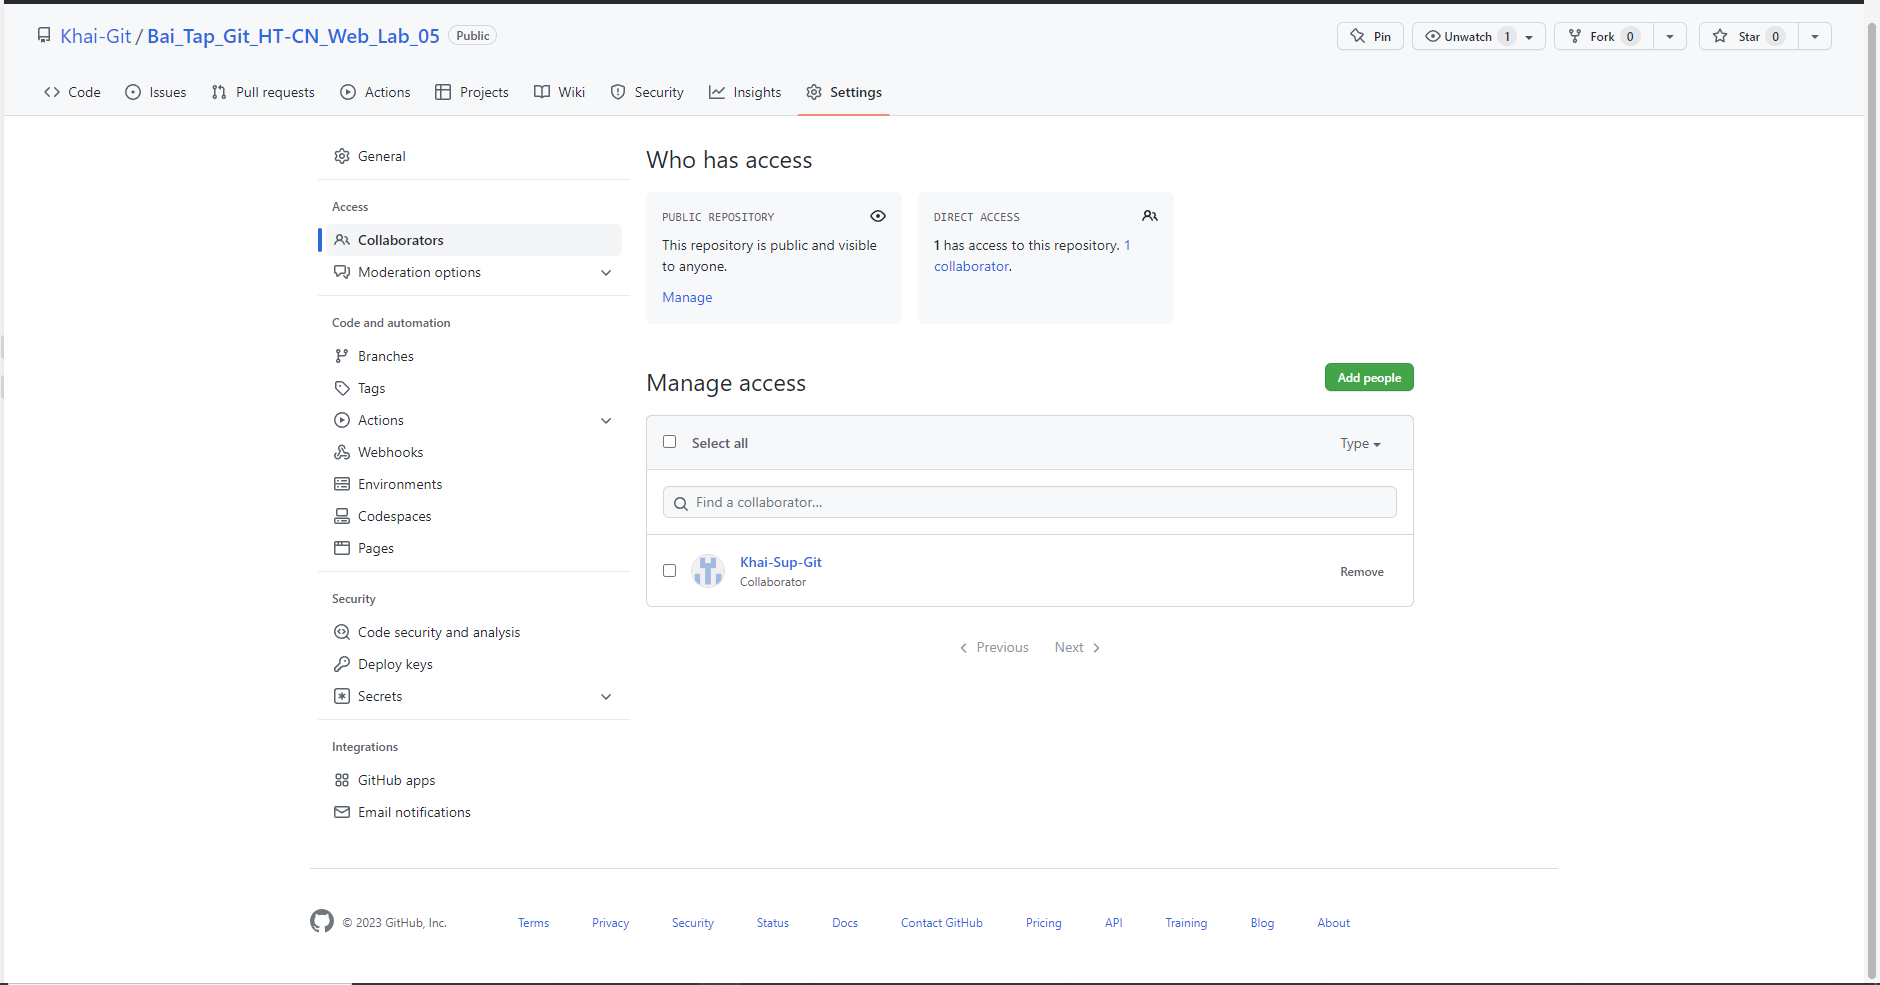 Khai-Git / Bai_Tap_Git_HT-CN_Web_Lab_05 Public
Pin Unwatch 1 Fork 0 Star 0
Code Issues Pull requests Actions Projects Wiki Security Insights Settings
General
Access
Collaborators
Moderation options
Code and automation
Branches
Tags
Actions
Webhooks
Environments
Codespaces
Pages
Security
Code security and analysis
Deploy keys
Secrets
Integrations
GitHub apps
Email notifications
Who has access
PUBLIC REPOSITORY
This repository is public and visible
to anyone.
Manage
DIRECT ACCESS
1 has access to this repository. 1
collaborator.
Manage access
Add people
Select all
Type
Find a collaborator...
Khai-Sup-Git
Collaborator
Remove
Previous Next
© 2023 GitHub, Inc. Terms Privacy Security Status Docs Contact GitHub Pricing API Training Blog About